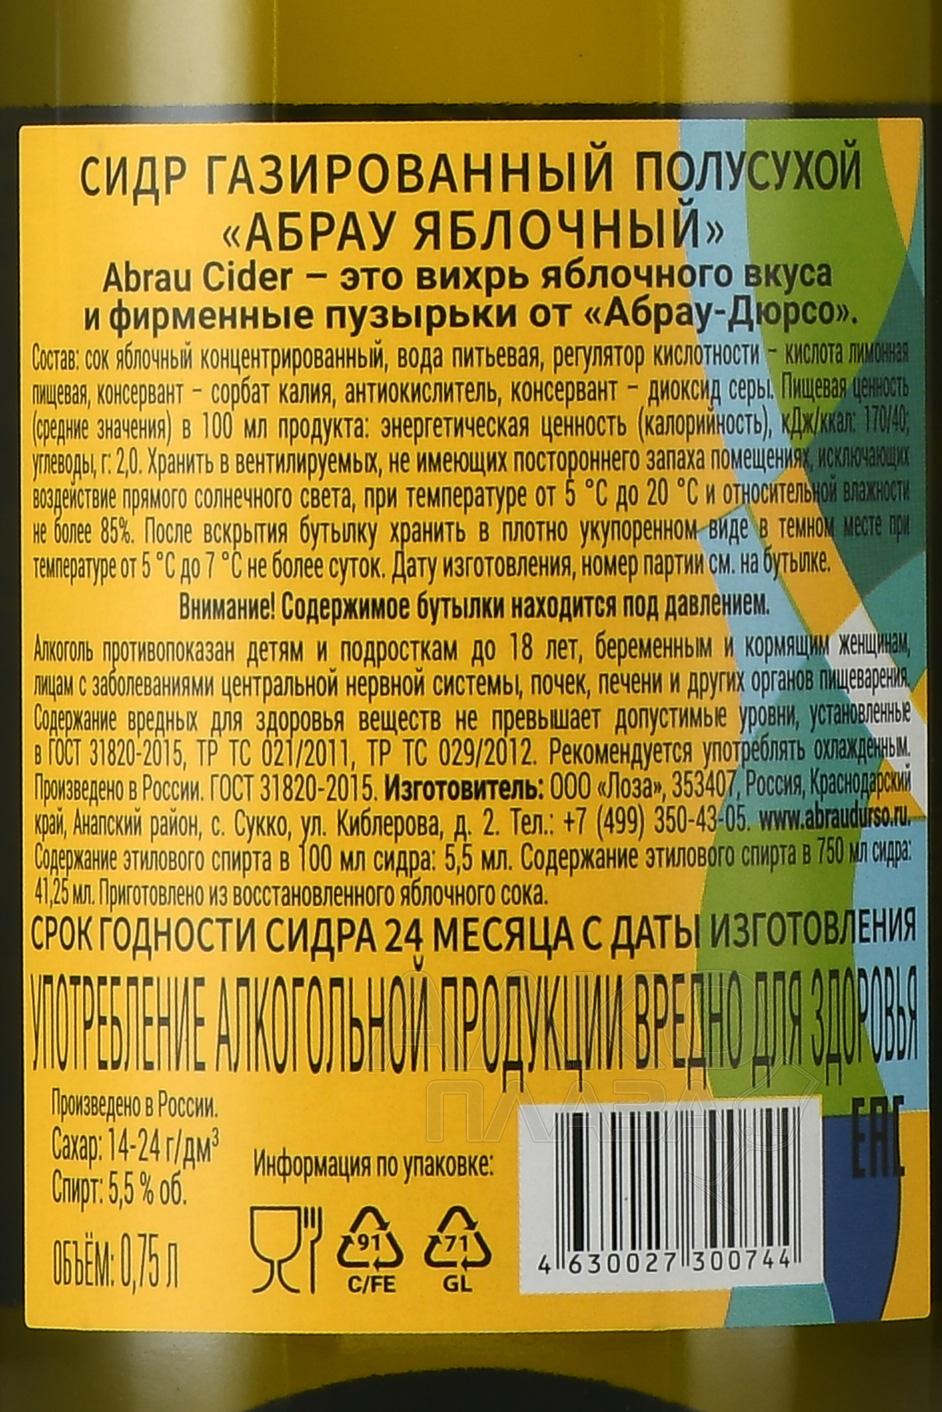 СИДР ГАЗИРОВАННЫЙ ПОЛУСУХОЙ
«АБРАУ ЯБЛОЧНЫЙ»
Abrau Cider – это вихрь яблочного вкуса
и фирменные пузырьки от «Абрау-Дюрсо».
Состав: сок яблочный концентрированный, вода питьевая, регулятор кислотности – кислота лимонная
пищевая, консервант – сорбат калия, антиокислитель, консервант – диоксид серы. Пищевая ценность
(средние значения) в 100 мл продукта: энергетическая ценность (калорийность), кДж/ккал: 170/40;
углеводы, г: 2,0. Хранить в вентилируемых, не имеющих постороннего запаха помещениях, исключающих
воздействие прямого солнечного света, при температуре от 5 °С до 20 °С и относительной влажности
не более 85%. После вскрытия бутылку хранить в плотно укупоренном виде в темном месте при
температуре от 5 °С до 7 °С не более суток. Дату изготовления, номер партии см. на бутылке.
Внимание! Содержимое бутылки находится под давлением.
Алкоголь противопоказан детям и подросткам до 18 лет, беременным и кормящим женщинам,
лицам с заболеваниями центральной нервной системы, почек, печени и других органов пищеварения.
Содержание вредных для здоровья веществ не превышает допустимые уровни, установленные
в ГОСТ 31820-2015, ТР ТС 021/2011, ТР ТС 029/2012. Рекомендуется употреблять охлажденным.
Произведено в России. ГОСТ 31820-2015. Изготовитель: ООО «Лоза», 353407, Россия, Краснодарский
край, Анапский район, с. Сукко, ул. Киблерова, д. 2. Тел.: +7 (499) 350-43-05. www.abraudurso.ru.
Содержание этилового спирта в 100 мл сидра: 5,5 мл. Содержание этилового спирта в 750 мл сидра:
41,25 мл. Приготовлено из восстановленного яблочного сока.
СРОК ГОДНОСТИ СИДРА 24 МЕСЯЦА С ДАТЫ ИЗГОТОВЛЕНИЯ
УПОТРЕБЛЕНИЕ АЛКОГОЛЬНОЙ ПРОДУКЦИИ ВРЕДНО ДЛЯ ЗДОРОВЬЯ
АЛКО
ПЛАЗА
Произведено в России.
Сахар: 14-24 г/дм³
Спирт: 5,5 % об.
ОБЪЁМ: 0,75 л
Информация по упаковке:
91
C/FE
71
GL
4 630027 300744
ЕАС